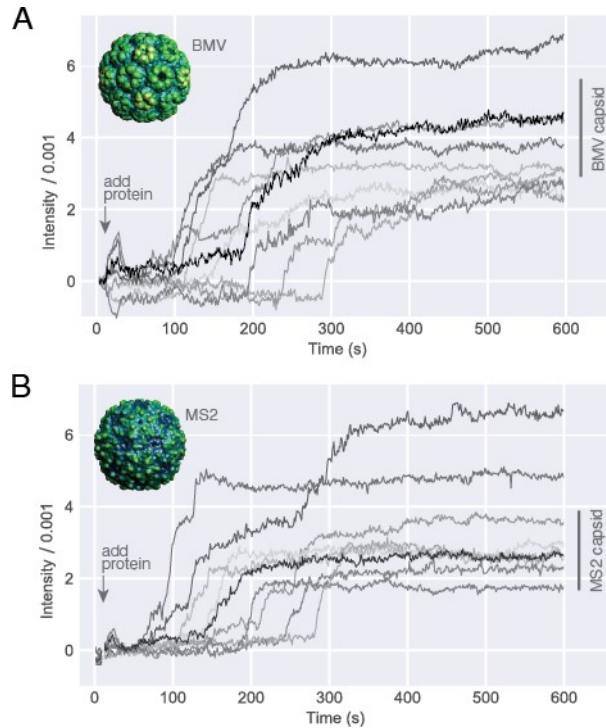 A
BMV
6
4
2
0
Intensity / 0.001
add
protein
BMV capsid
0 100 200 300 400 500 600
Time (s)
B
MS2
6
4
2
0
Intensity / 0.001
add
protein
MS2 capsid
0 100 200 300 400 500 600
Time (s)